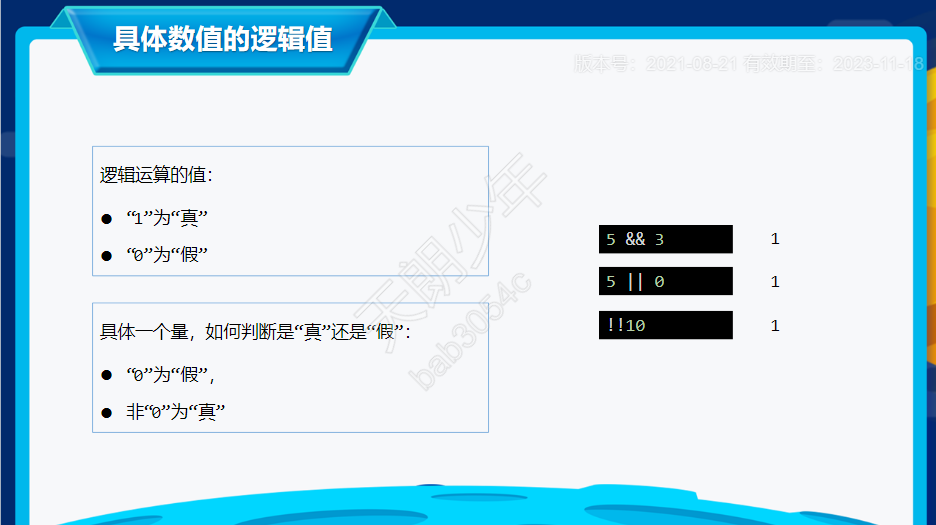 具体数值的逻辑值
版本号：2021-08-21 有效期至：2023-11-18
逻辑运算的值：
● “1”为“真”
● “0”为“假”
具体一个量，如何判断是“真”还是“假”：
● “0”为“假”，
● 非“0”为“真”
5 && 3 1
5 || 0 1
!!10 1
天朗少年
bab3054c